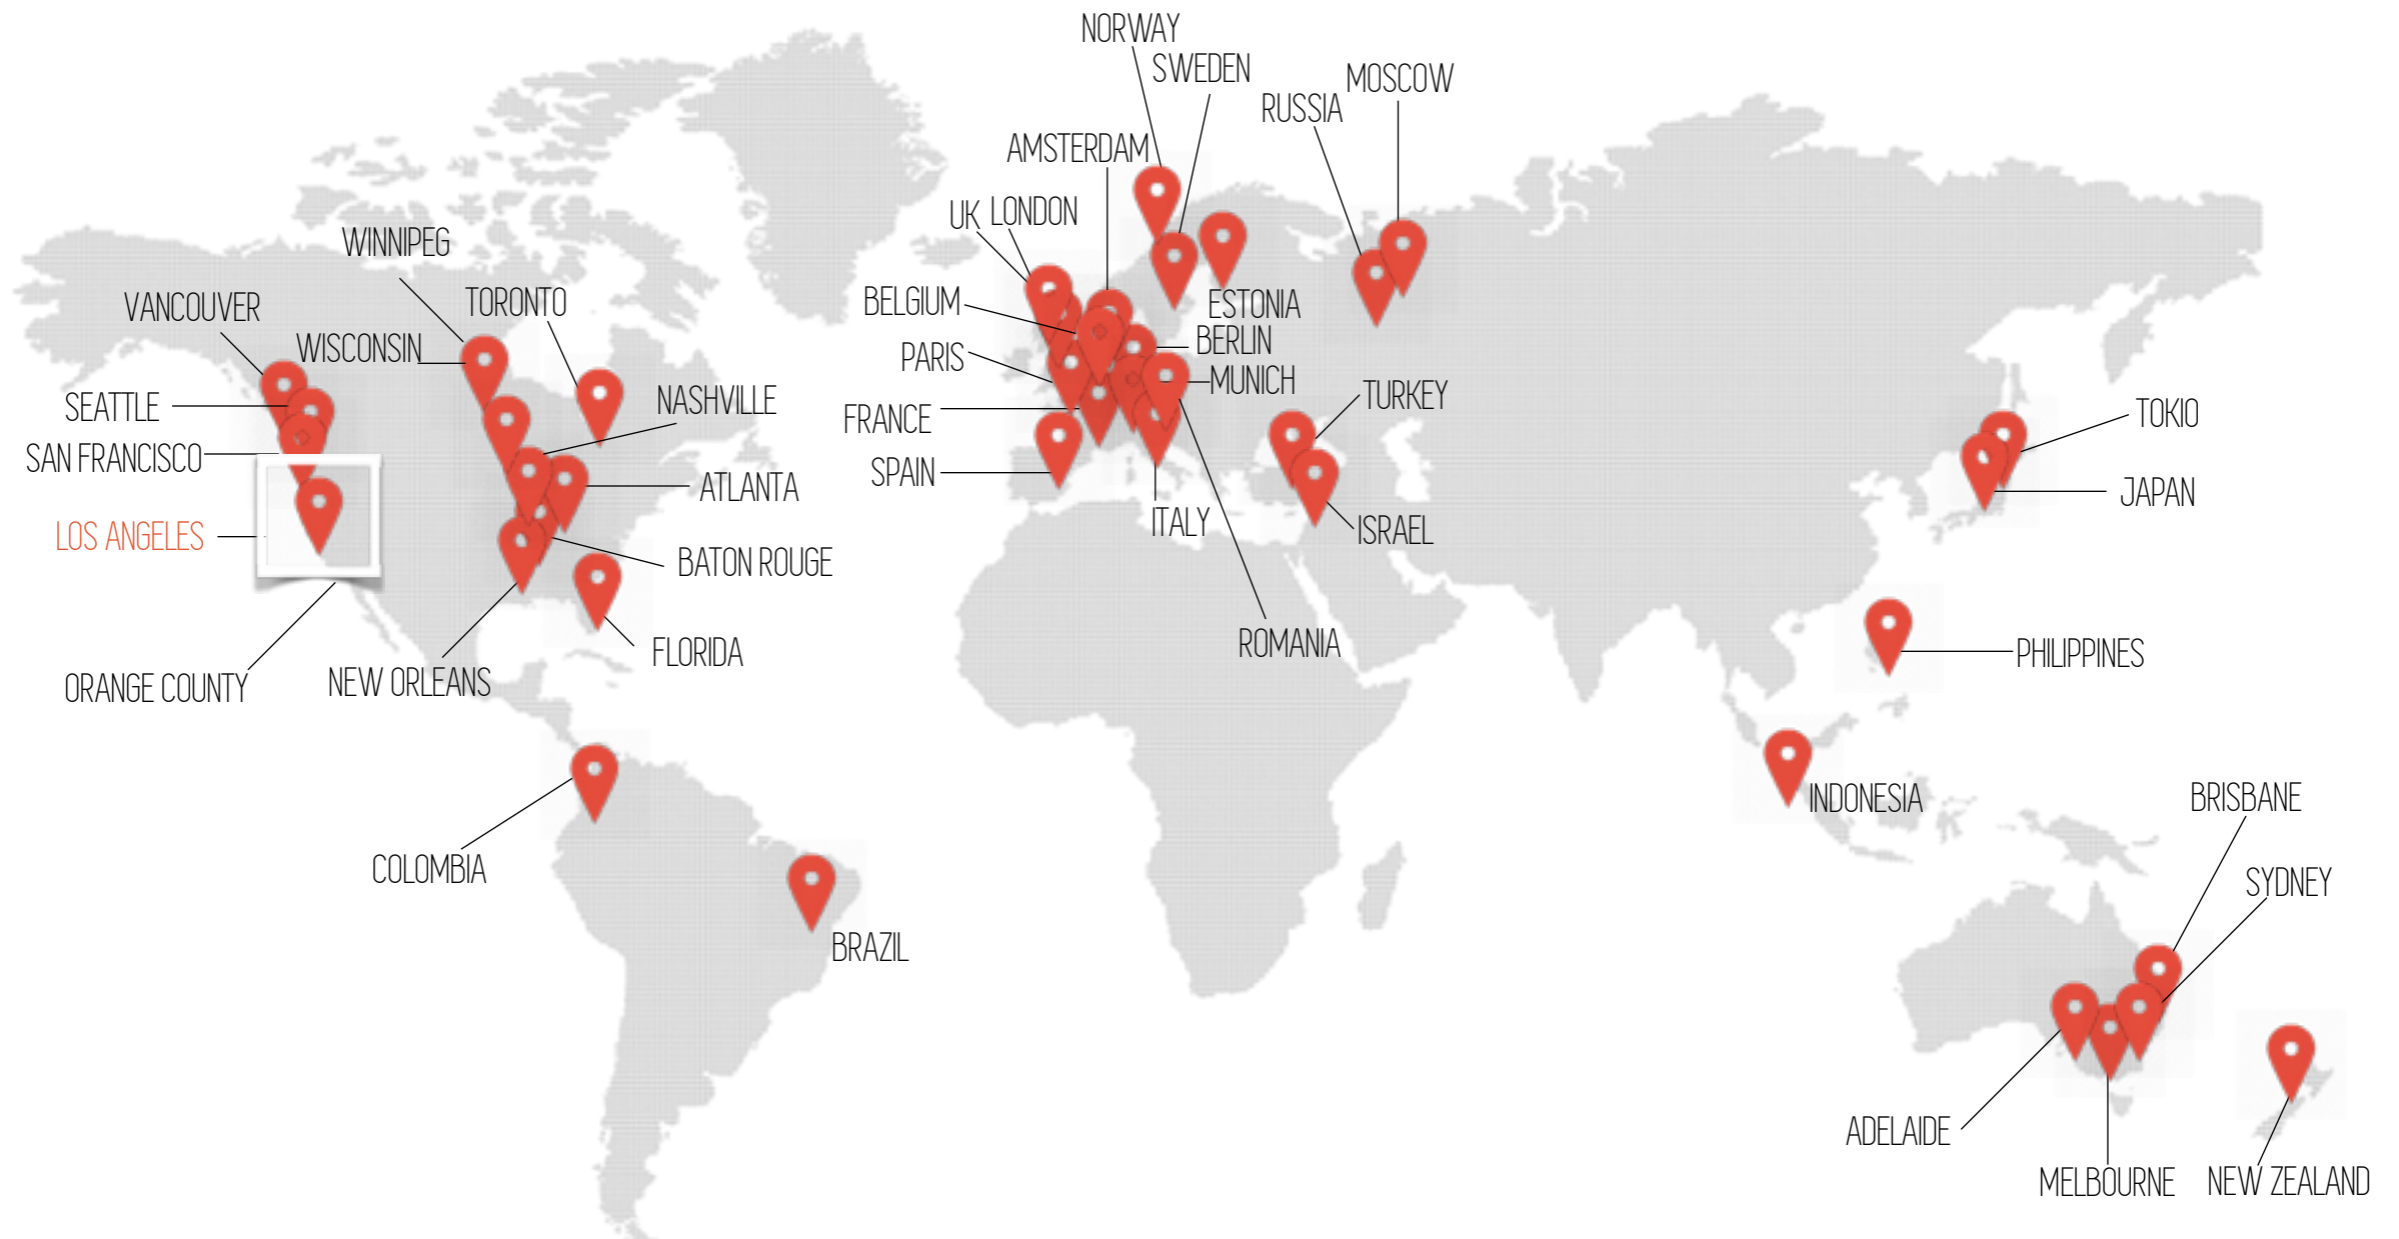 NORWAY
SWEDEN
MOSCOW
RUSSIA
AMSTERDAM
UK LONDON
WINNIPEG
VANCOUVER
TORONTO
BELGIUM
ESTONIA
WISCONSIN
BERLIN
PARIS
MUNICH
SEATTLE
NASHVILLE
TURKEY
FRANCE
TOKIO
SAN FRANCISCO
SPAIN
ATLANTA
JAPAN
LOS ANGELES
ITALY
ISRAEL
BATON ROUGE
ROMANIA
FLORIDA
PHILIPPINES
ORANGE COUNTY
NEW ORLEANS
INDONESIA
BRISBANE
COLOMBIA
SYDNEY
BRAZIL
ADELAIDE
MELBOURNE
NEW ZEALAND